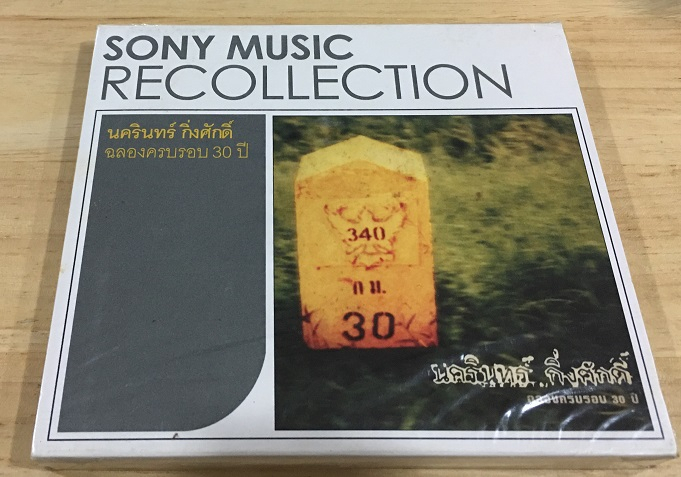 SONY MUSIC
RECOLLECTION
นครินทร์ กิ่งศักดิ์
ฉลองครบรอบ 30 ปี
340
ก ม.
30
นครินทร์ กิ่งศักดิ์
ฉลองครบรอบ 30 ปี